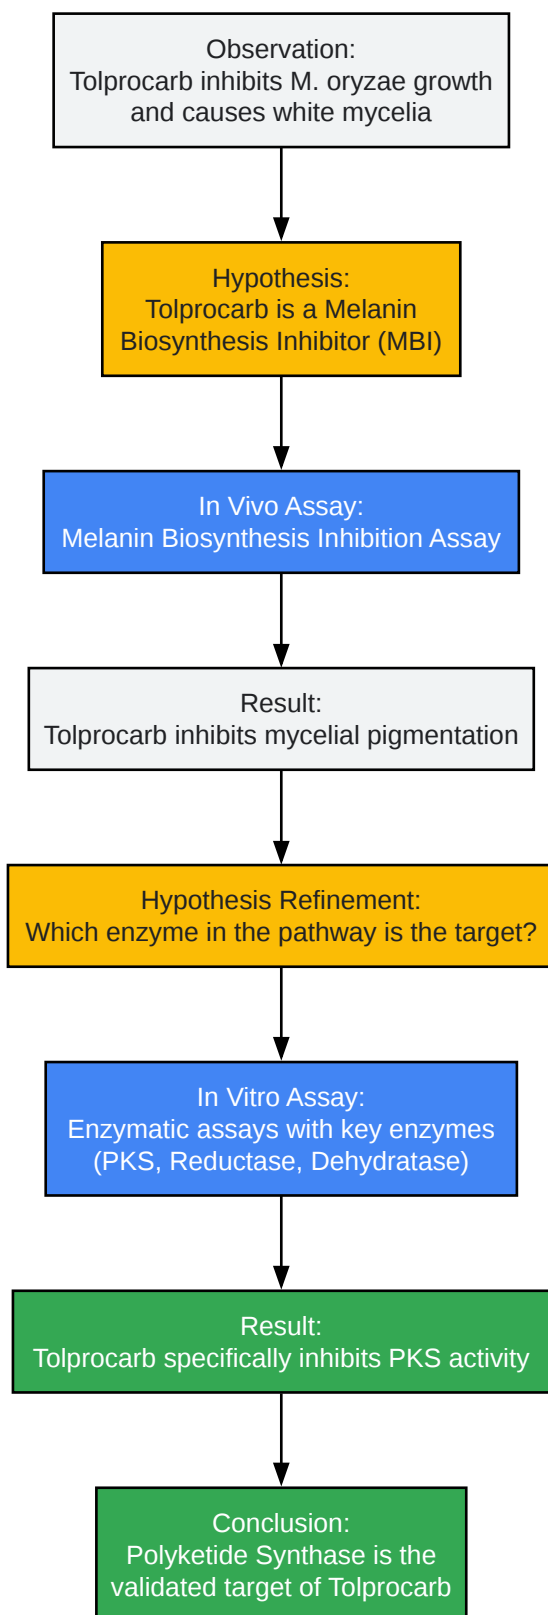 Observation:
Tolprocarb inhibits M. oryzae growth
and causes white mycelia
Hypothesis:
Tolprocarb is a Melanin
Biosynthesis Inhibitor (MBI)
In Vivo Assay:
Melanin Biosynthesis Inhibition Assay
Result:
Tolprocarb inhibits mycelial pigmentation
Hypothesis Refinement:
Which enzyme in the pathway is the target?
In Vitro Assay:
Enzymatic assays with key enzymes
(PKS, Reductase, Dehydratase)
Result:
Tolprocarb specifically inhibits PKS activity
Conclusion:
Polyketide Synthase is the
validated target of Tolprocarb